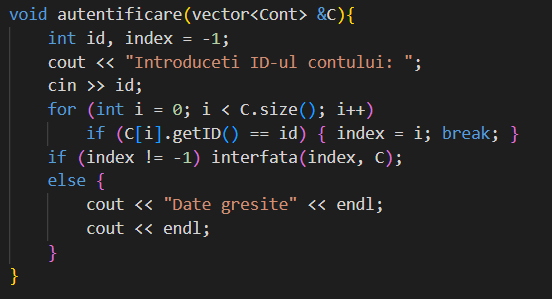 void autentificare(vector<Cont> &C){
    int id, index = -1;
    cout << "Introduceti ID-ul contului: ";
    cin >> id;
    for (int i = 0; i < C.size(); i++)
        if (C[i].getID() == id) { index = i; break; }
    if (index != -1) interfata(index, C);
    else {
        cout << "Date gresite" << endl;
        cout << endl;
    }
}